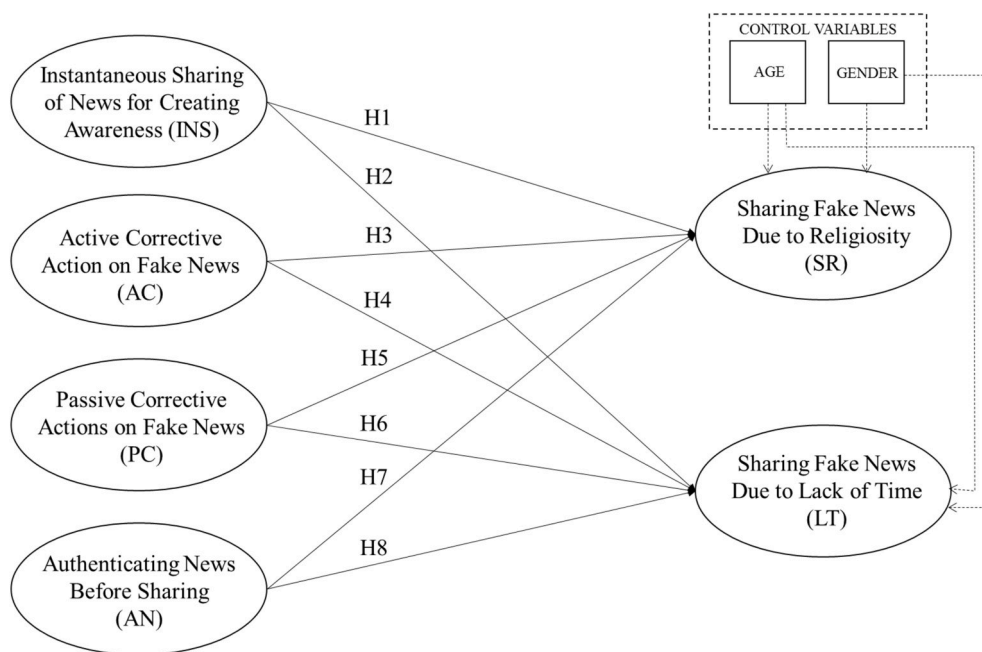 CONTROL VARIABLES
AGE
GENDER
Instantaneous Sharing
of News for Creating
Awareness (INS)
H1
H2
Active Corrective
Action on Fake News
(AC)
H3
H4
Sharing Fake News
Due to Religiosity
(SR)
Passive Corrective
Actions on Fake News
(PC)
H5
H6
Authenticating News
Before Sharing
(AN)
H7
H8
Sharing Fake News
Due to Lack of Time
(LT)